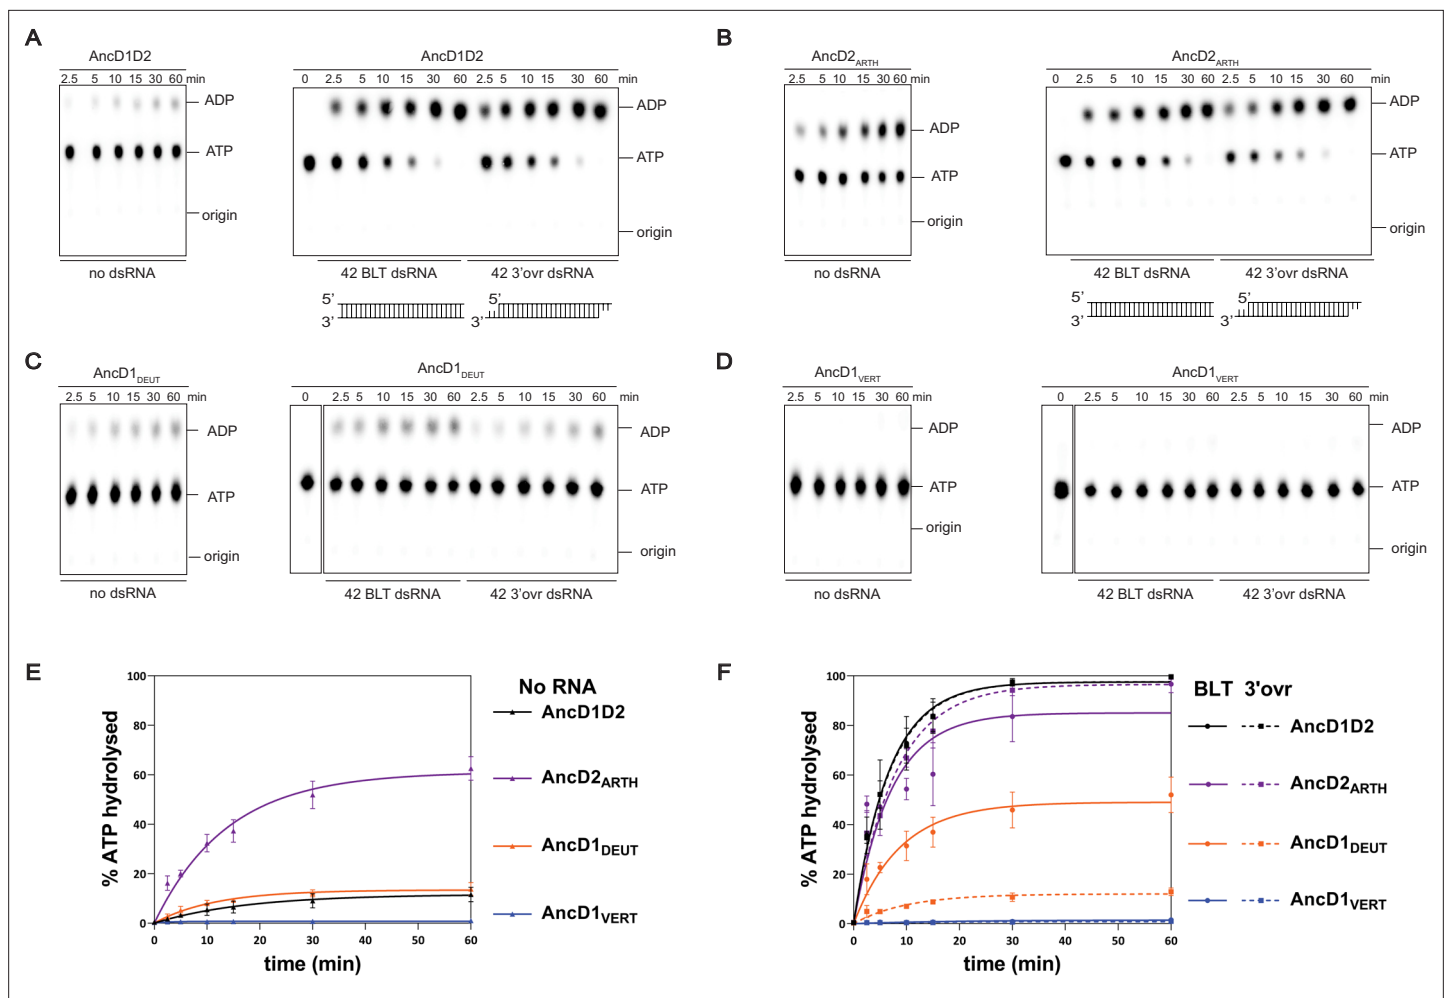 A
AncD1D2
2.5 5 10 15 30 60 min
ADP
ATP
origin
no dsRNA
AncD1D2
0 2.5 5 10 15 30 60 2.5 5 10 15 30 60 min
ADP
ATP
origin
42 BLT dsRNA 42 3'ovr dsRNA
5' 5'
3' 3'
B
AncD2ARTH
2.5 5 10 15 30 60 min
ADP
ATP
origin
no dsRNA
AncD2ARTH
0 2.5 5 10 15 30 60 2.5 5 10 15 30 60 min
ADP
ATP
origin
42 BLT dsRNA 42 3'ovr dsRNA
5' 5'
3' 3'
C
AncD1DEUT
2.5 5 10 15 30 60 min
ADP
ATP
origin
no dsRNA
AncD1DEUT
0 2.5 5 10 15 30 60 2.5 5 10 15 30 60 min
ADP
ATP
origin
42 BLT dsRNA 42 3'ovr dsRNA
D
AncD1VERT
2.5 5 10 15 30 60 min
ADP
ATP
origin
no dsRNA
AncD1VERT
0 2.5 5 10 15 30 60 2.5 5 10 15 30 60 min
ADP
ATP
origin
42 BLT dsRNA 42 3'ovr dsRNA
E
% ATP hydrolysed
100
80
60
40
20
0
0 10 20 30 40 50 60
time (min)
No RNA
AncD1D2
AncD2ARTH
AncD1DEUT
AncD1VERT
F
% ATP hydrolysed
100
80
60
40
20
0
0 10 20 30 40 50 60
time (min)
BLT 3'ovr
AncD1D2
AncD2ARTH
AncD1DEUT
AncD1VERT